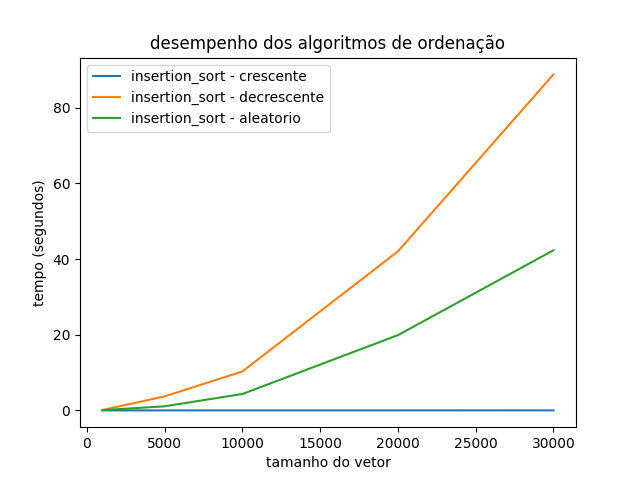 desempenho dos algoritmos de ordenação
insertion_sort - crescente
insertion_sort - decrescente
insertion_sort - aleatorio
tempo (segundos)
80
60
40
20
0
0 5000 10000 15000 20000 25000 30000
tamanho do vetor